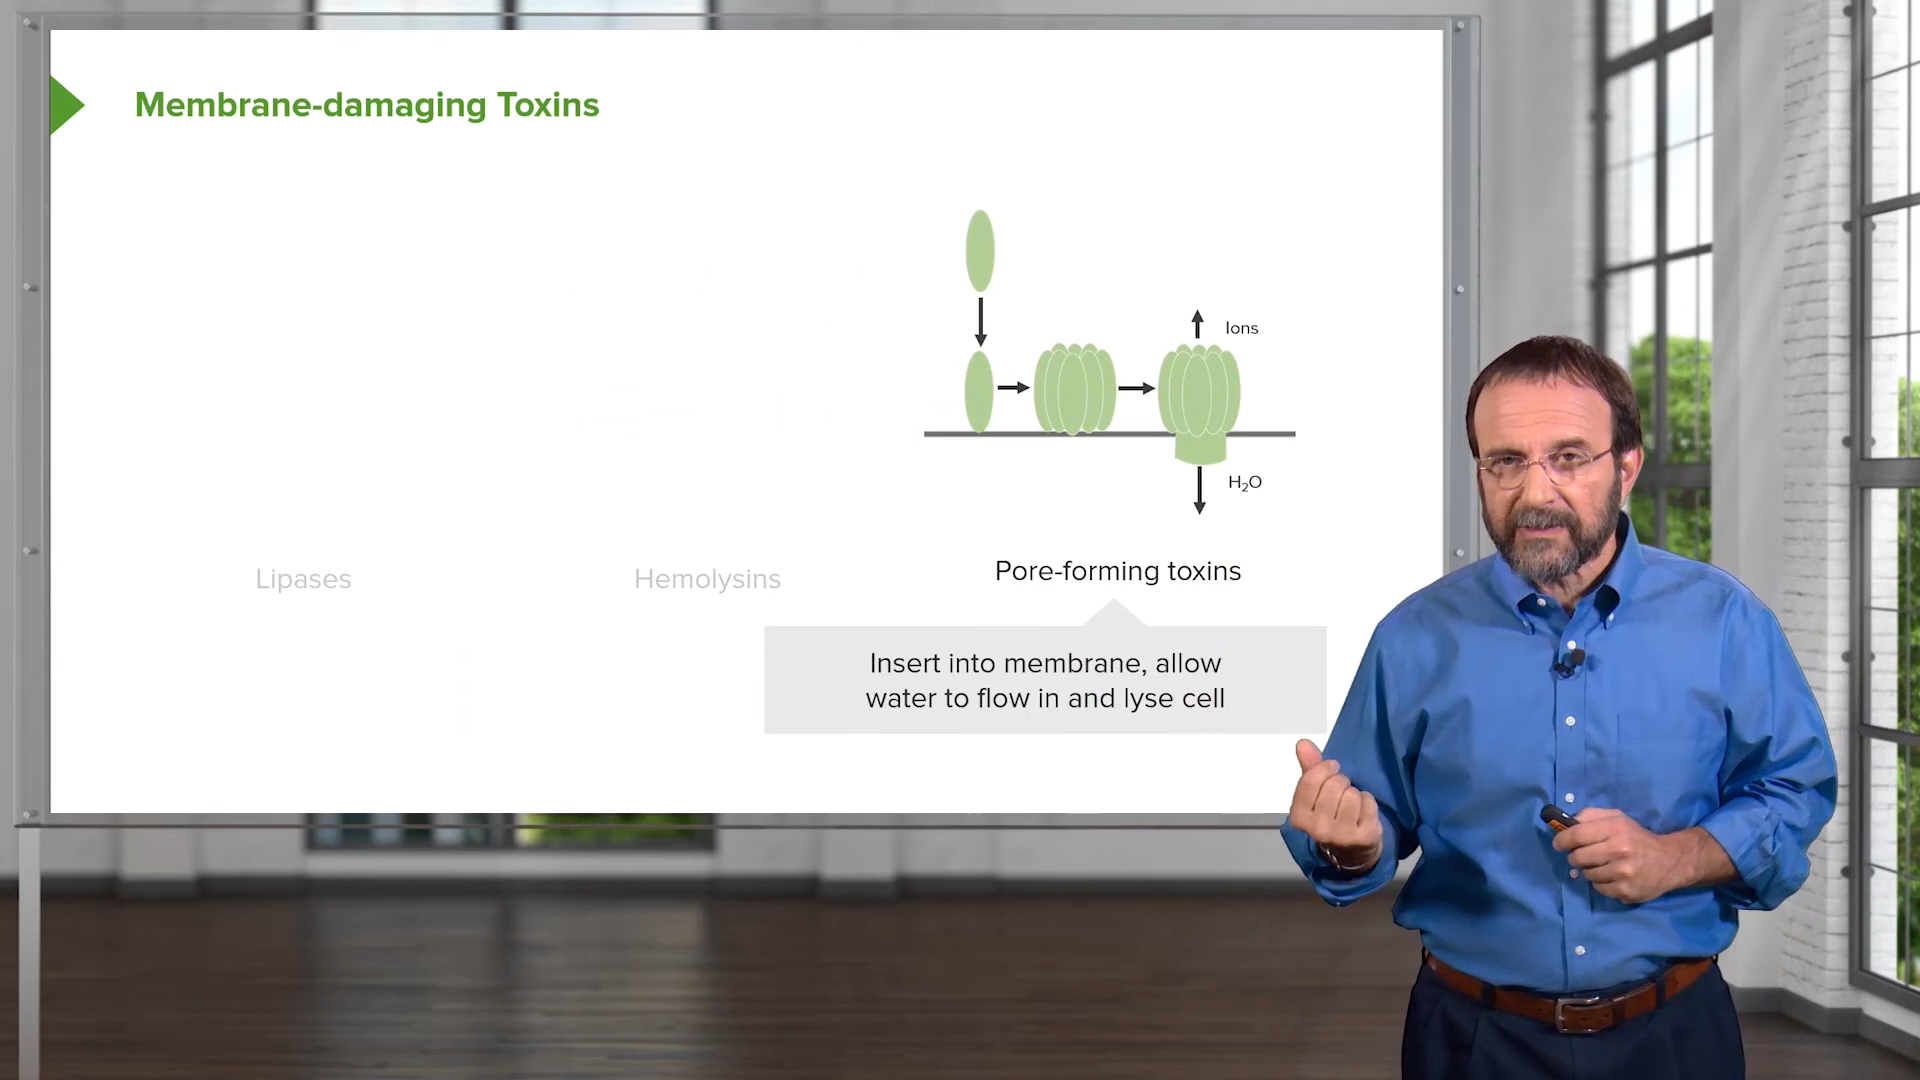 Membrane-damaging Toxins
Ions
H₂O
Lipases
Hemolysins
Pore-forming toxins
Insert into membrane, allow
water to flow in and lyse cell